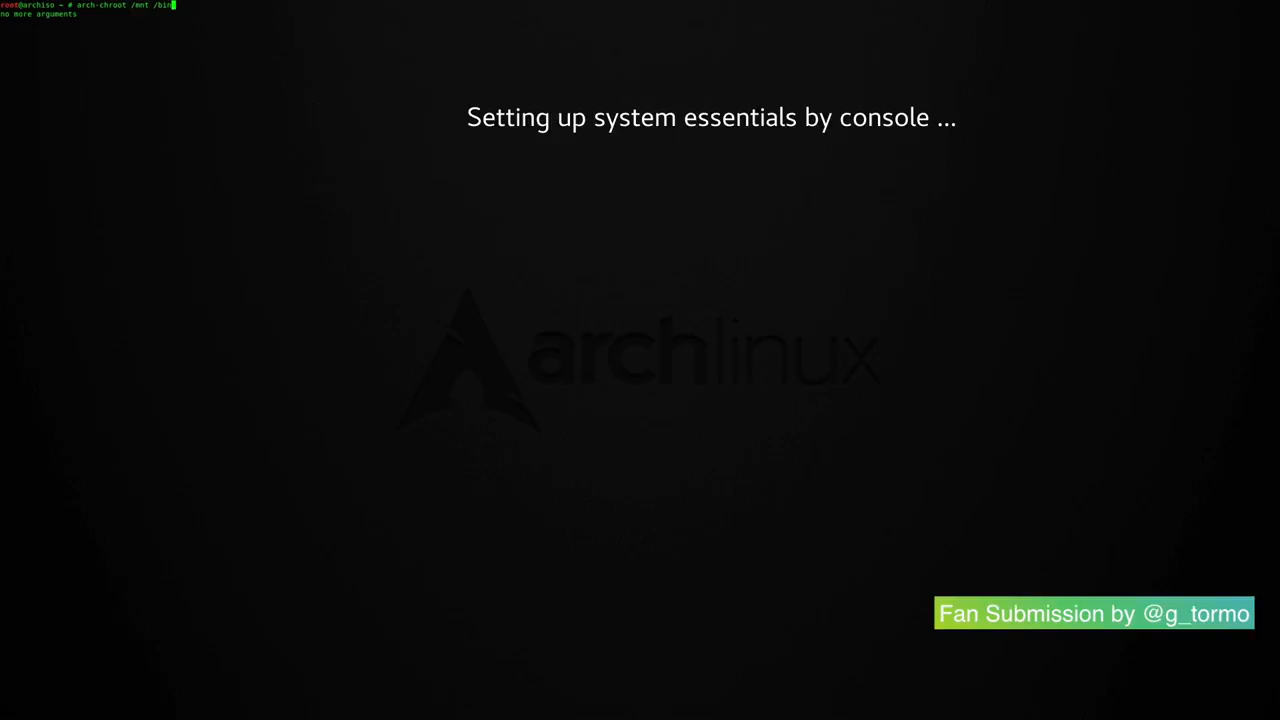 root@archiso ~ # arch-chroot /mnt /bin
no more arguments
Setting up system essentials by console ...
archlinux
Fan Submission by @g_tormo